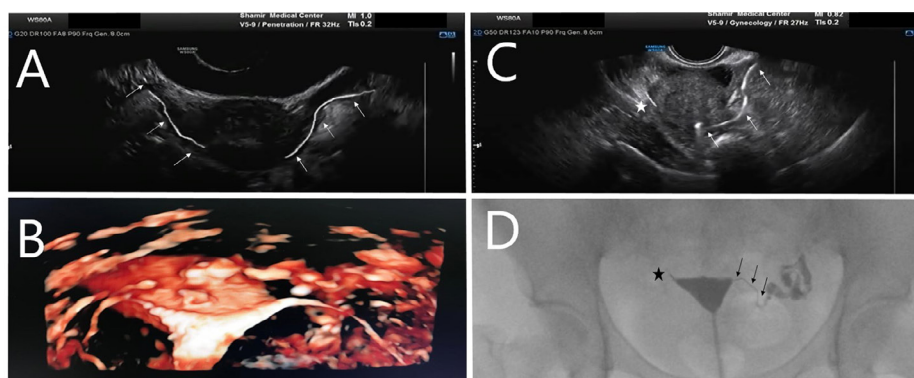 WS80A
Shamir Medical Center
V5-9 / Penetration / FR 32Hz
MI 1.0
TIs 0.2
2D G20 DR100 FA8 P90 Frq Gen. 8.0cm
SAMSUNG
A
WS80A
Shamir Medical Center
V5-9 / Gynecology / FR 27Hz
MI 0.82
TIs 0.2
2D G50 DR123 FA10 P90 Frq Gen. 8.0cm
SAMSUNG
C
B
D